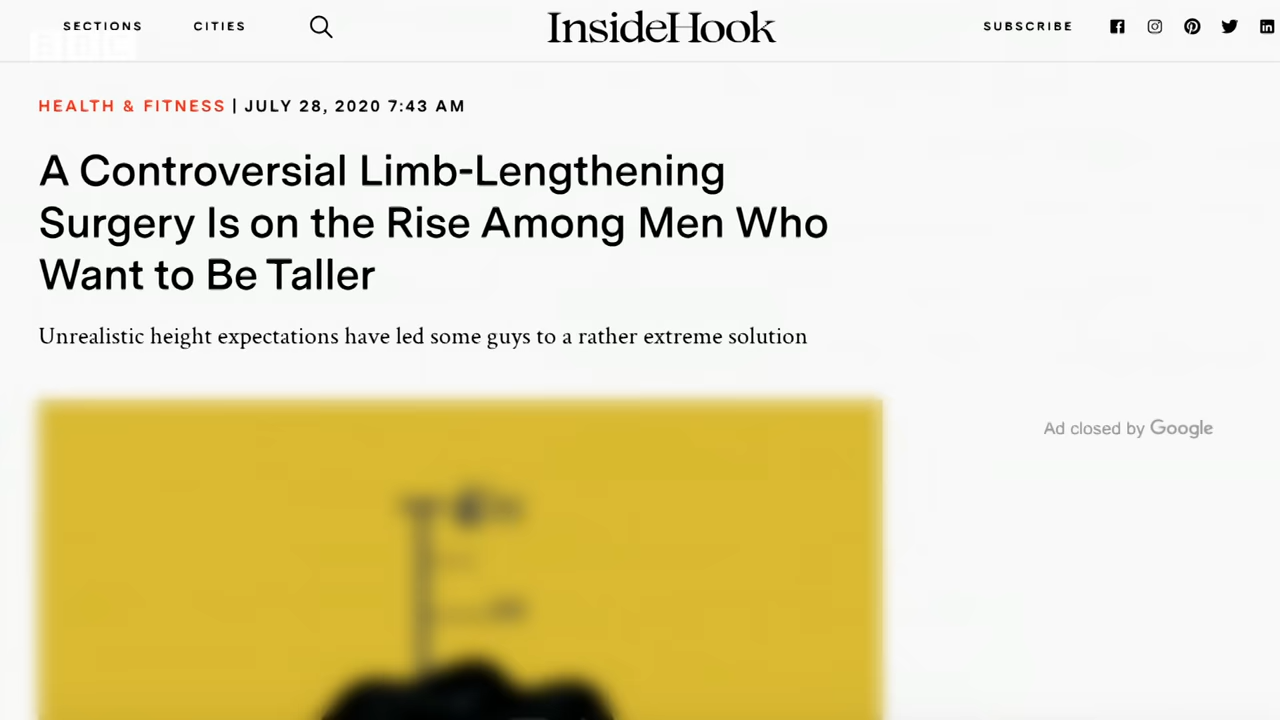 SECTIONS CITIES InsideHook SUBSCRIBE
HEALTH & FITNESS | JULY 28, 2020 7:43 AM
A Controversial Limb-Lengthening
Surgery Is on the Rise Among Men Who
Want to Be Taller
Unrealistic height expectations have led some guys to a rather extreme solution
Ad closed by Google